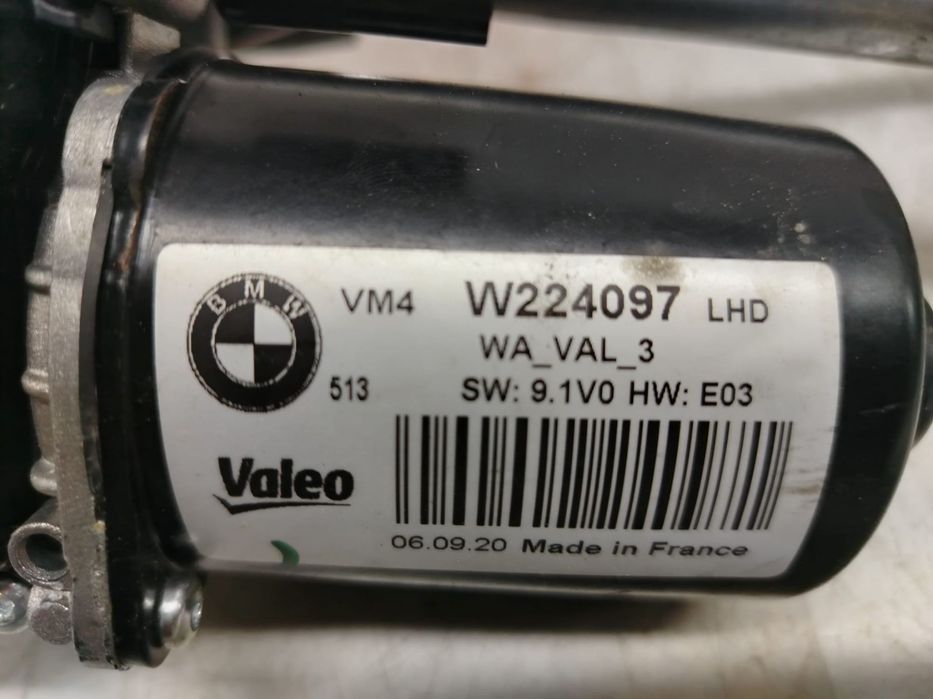 BMW
VM4 W224097 LHD
WA_VAL_3
513 SW: 9.1V0 HW: E03
Valeo
06.09.20 Made in France